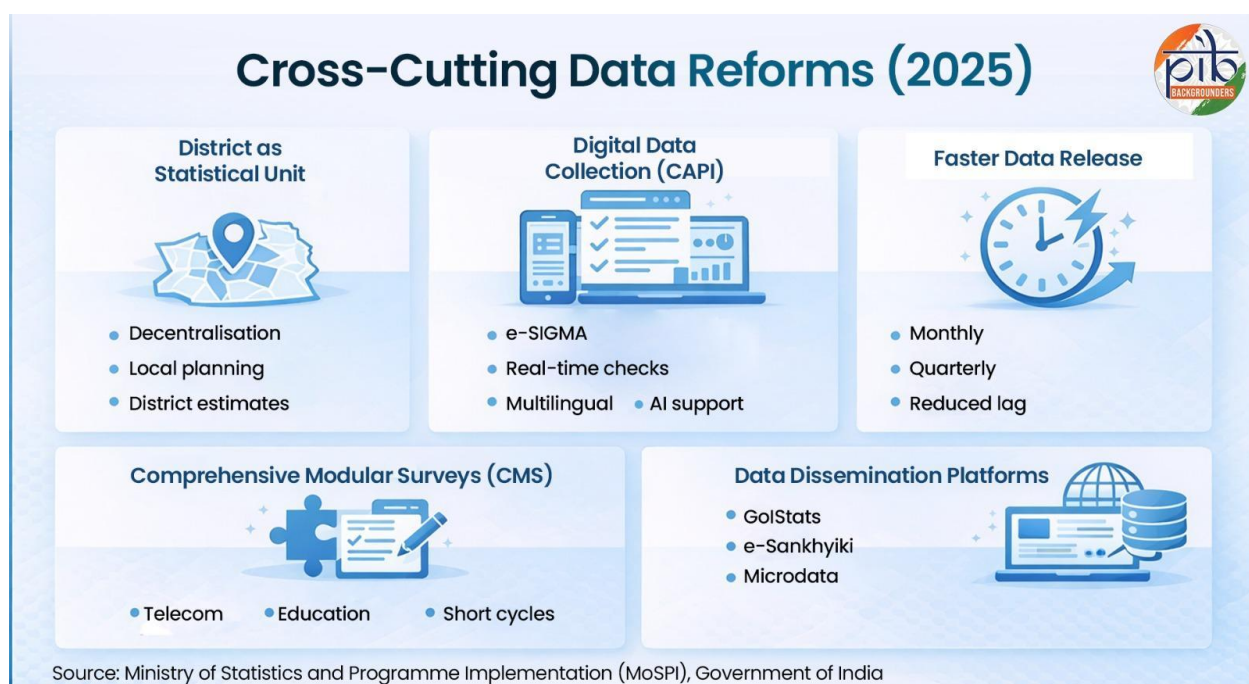 Cross-Cutting Data Reforms (2025)
pib
BACKGROUNDERS
District as
Statistical Unit
• Decentralisation
• Local planning
• District estimates
Digital Data
Collection (CAPI)
• e-SIGMA
• Real-time checks
• Multilingual • AI support
Faster Data Release
• Monthly
• Quarterly
• Reduced lag
Comprehensive Modular Surveys (CMS)
• Telecom • Education • Short cycles
Data Dissemination Platforms
• GoIStats
• e-Sankhyiki
• Microdata
Source: Ministry of Statistics and Programme Implementation (MoSPI), Government of India